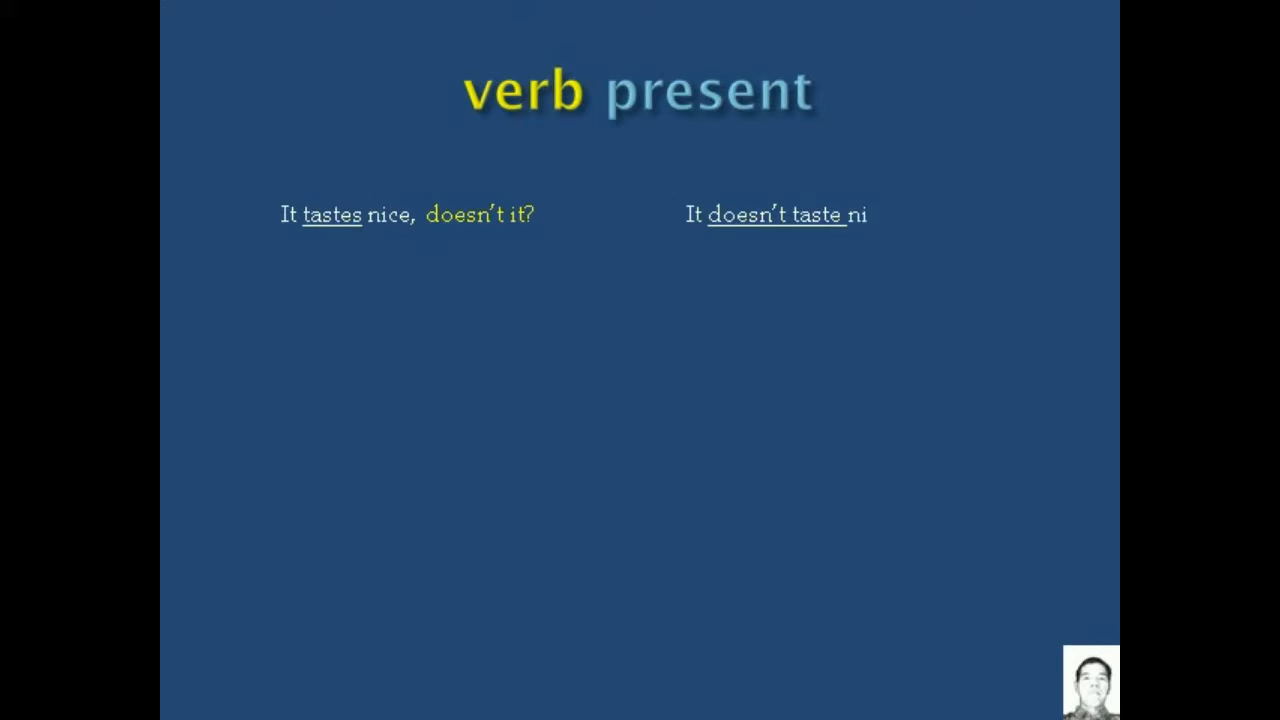 verb present
It tastes nice, doesn't it?
It doesn't taste ni